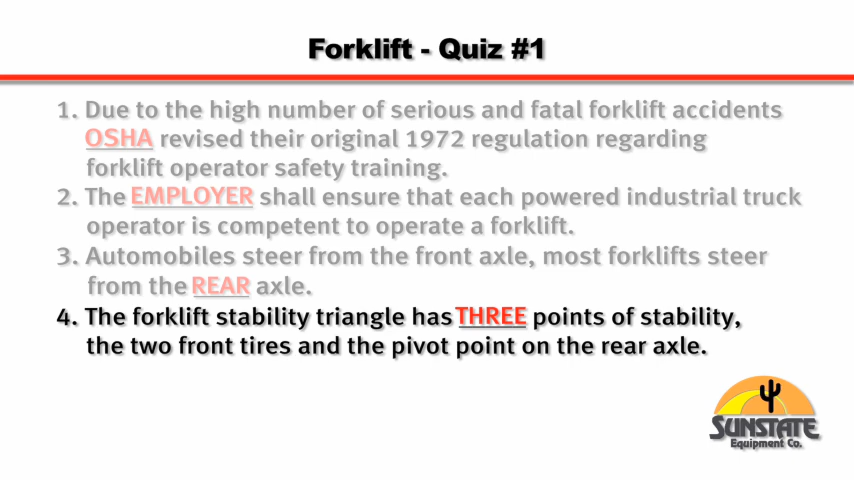 Forklift - Quiz #1
1. Due to the high number of serious and fatal forklift accidents
OSHA revised their original 1972 regulation regarding
forklift operator safety training.
2. The EMPLOYER shall ensure that each powered industrial truck
operator is competent to operate a forklift.
3. Automobiles steer from the front axle, most forklifts steer
from the REAR axle.
4. The forklift stability triangle has THREE points of stability,
the two front tires and the pivot point on the rear axle.
SUNSTATE
Equipment Co.